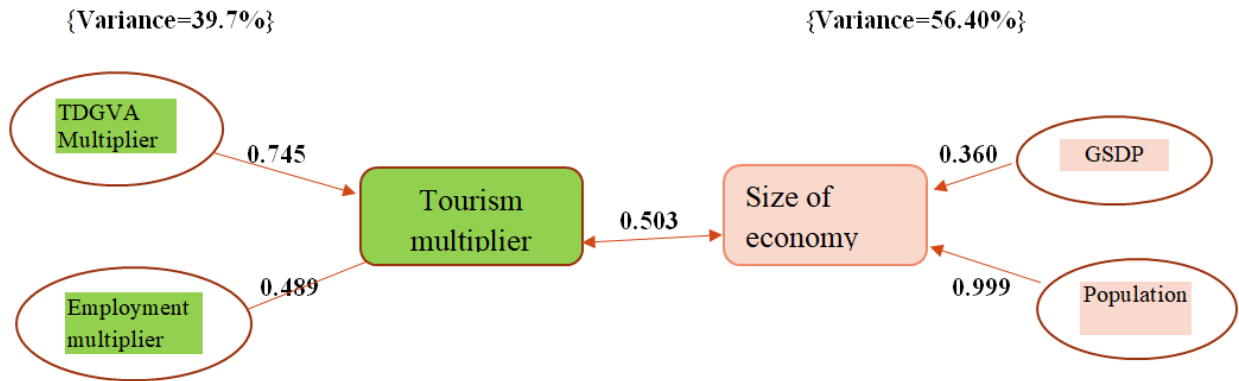 {Variance=39.7%}
{Variance=56.40%}
TDGVA
Multiplier
0.745
0.360
GSDP
Tourism
multiplier
0.503
Size of
economy
0.489
0.999
Employment
multiplier
Population